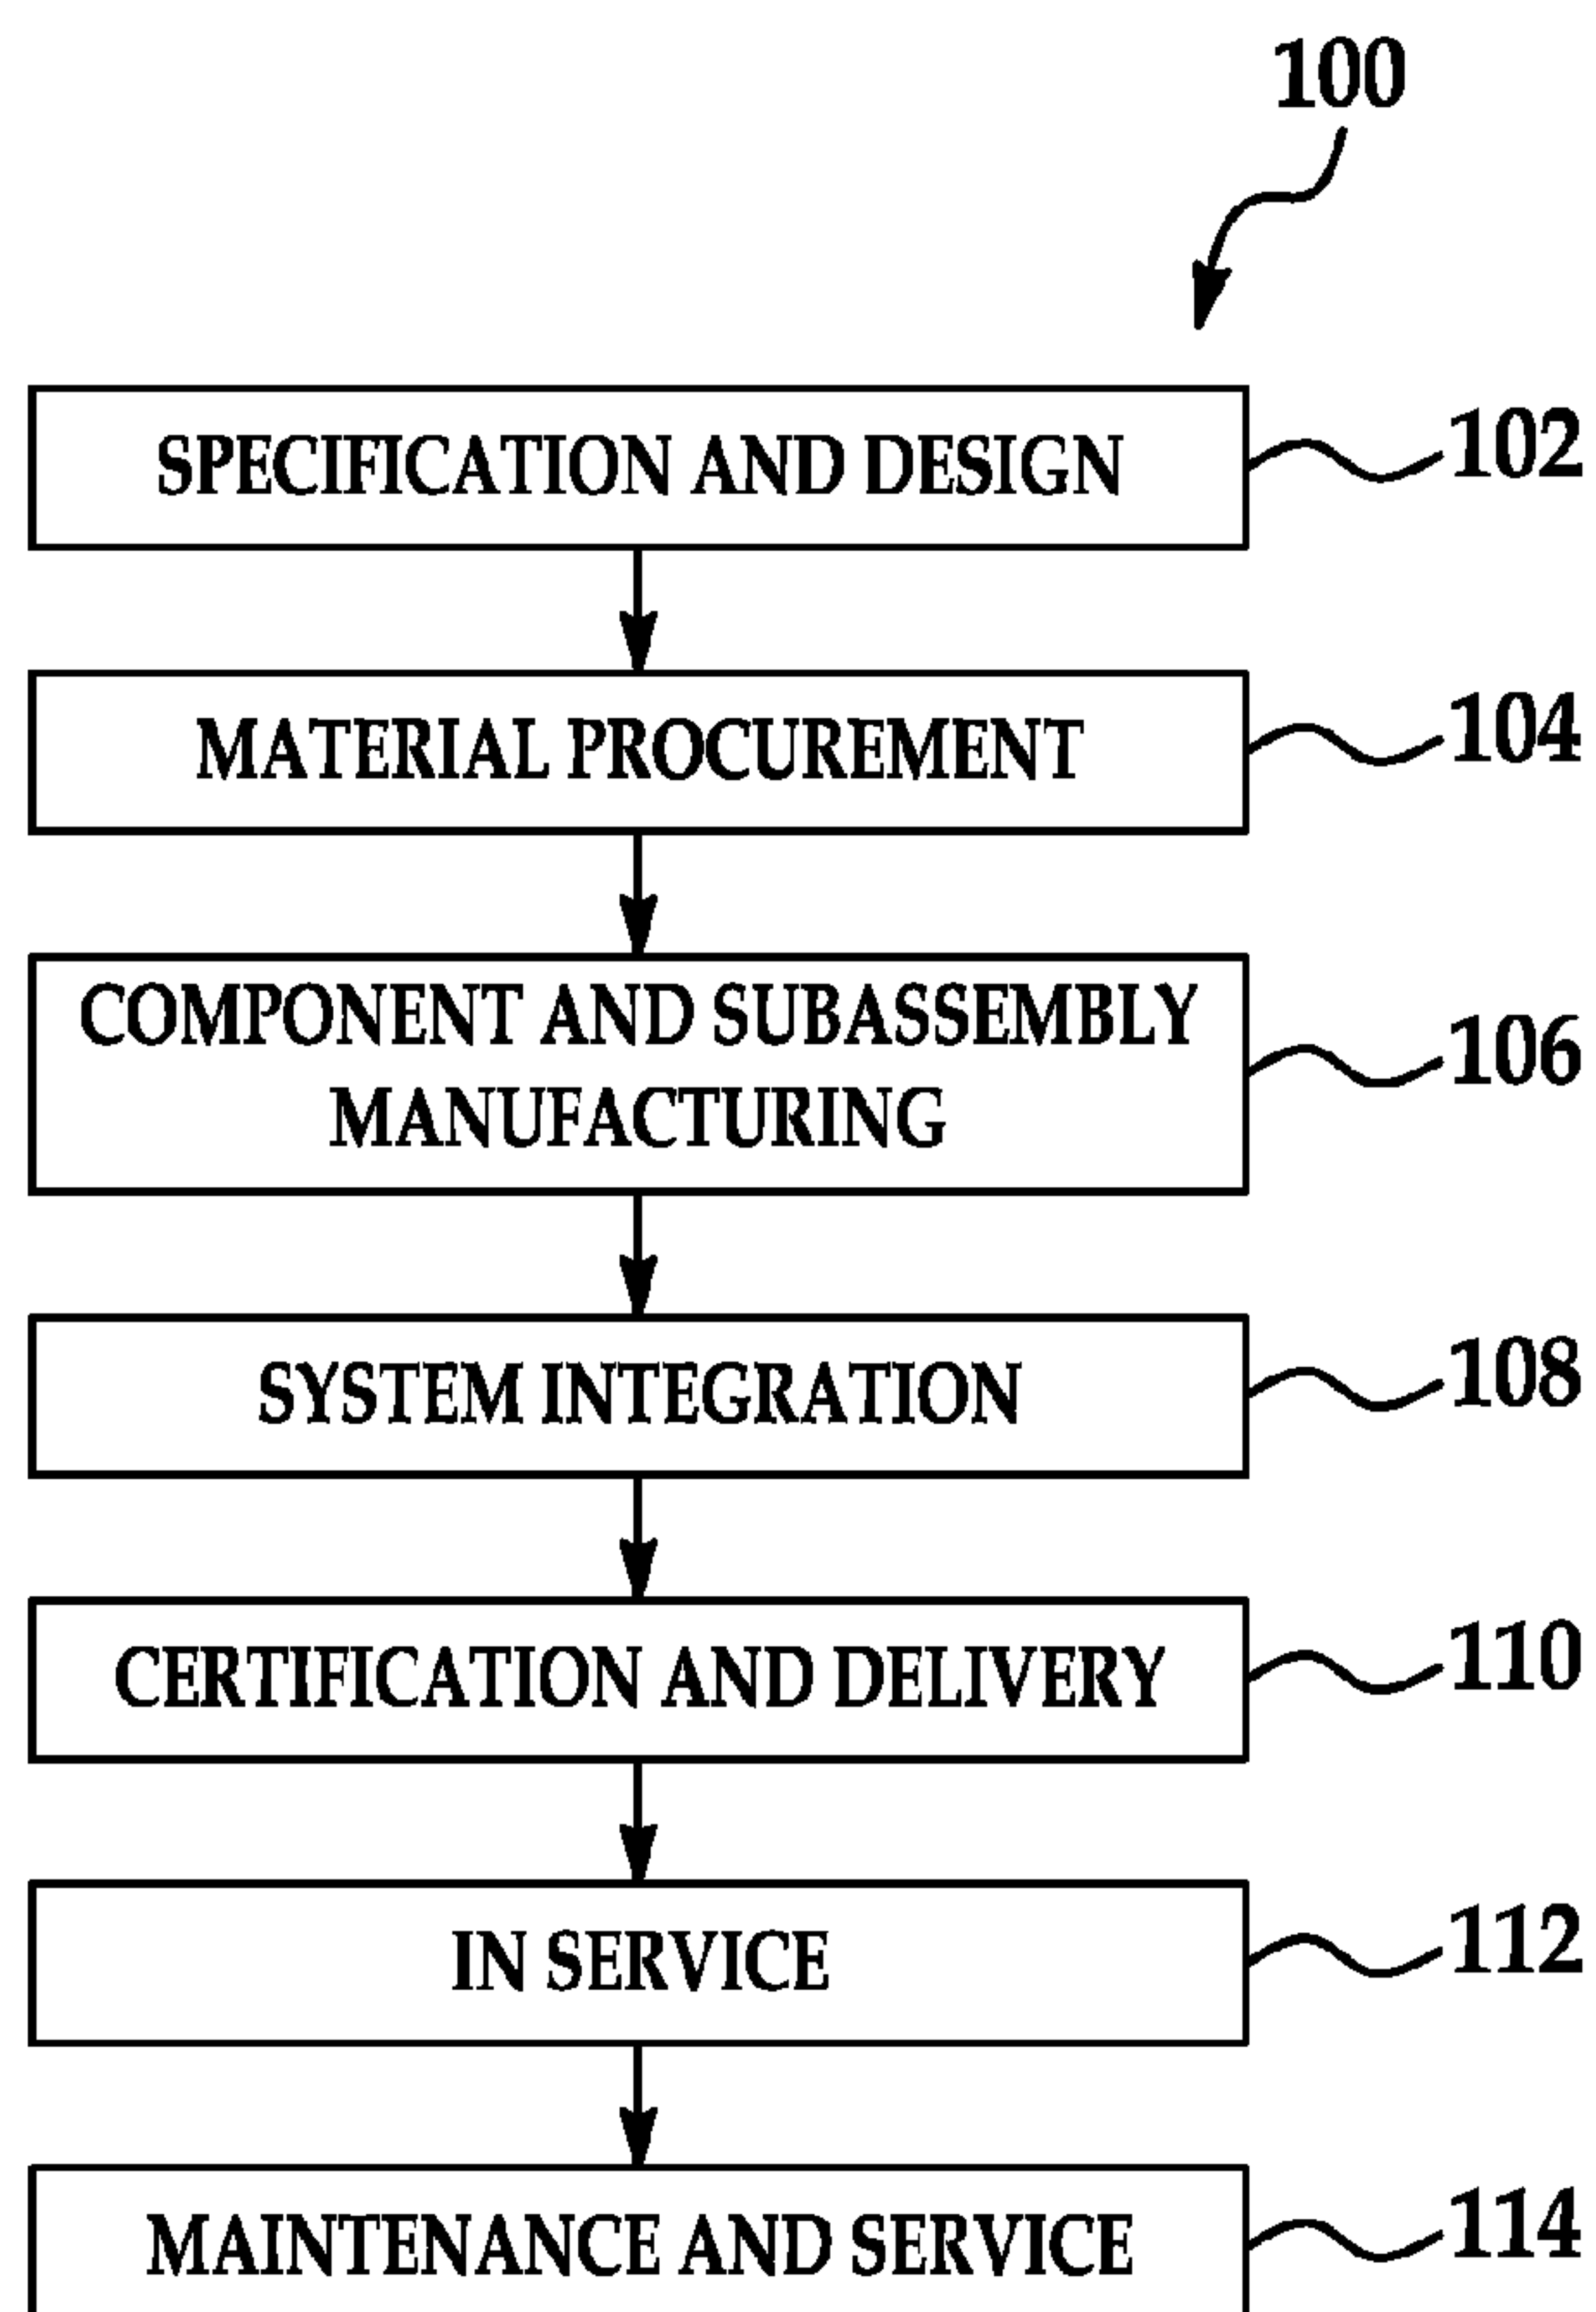 100
SPECIFICATION AND DESIGN 102
MATERIAL PROCUREMENT 104
COMPONENT AND SUBASSEMBLY
MANUFACTURING 106
SYSTEM INTEGRATION 108
CERTIFICATION AND DELIVERY 110
IN SERVICE 112
MAINTENANCE AND SERVICE 114